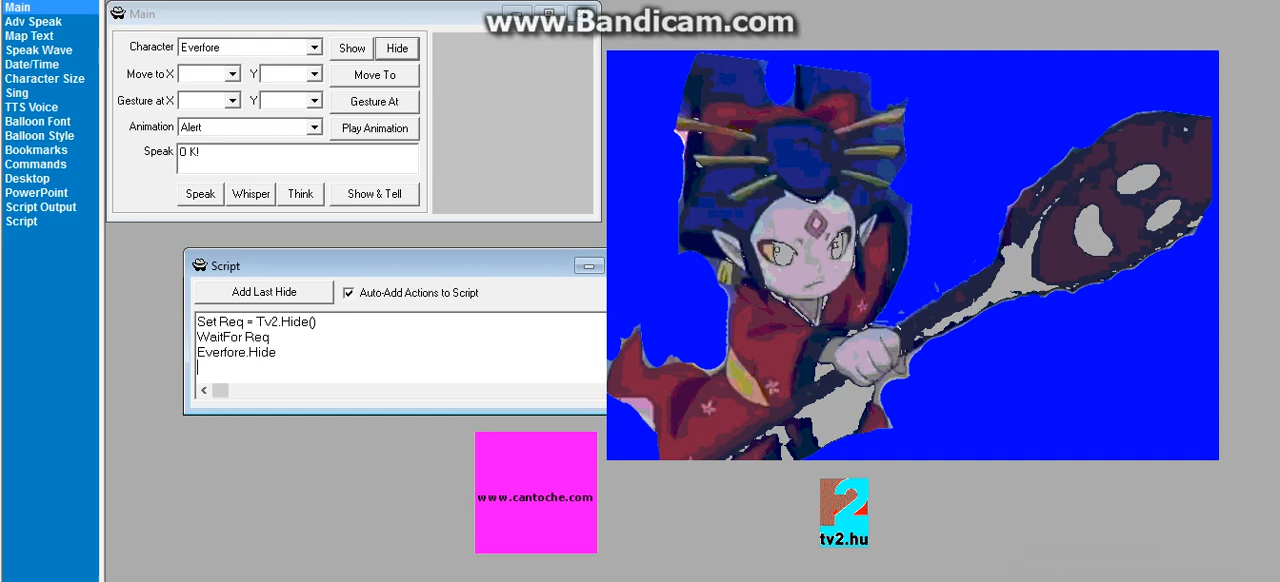 Main
Adv Speak
Map Text
Speak Wave
Date/Time
Character Size
Sing
TTS Voice
Balloon Font
Balloon Style
Bookmarks
Commands
Desktop
PowerPoint
Script Output
Script
www.Bandicam.com
Main
Character Everfore Show Hide
Move to X Y Move To
Gesture at X Y Gesture At
Animation Alert Play Animation
Speak O K!
Speak Whisper Think Show & Tell
Script
Add Last Hide Auto-Add Actions to Script
Set Req = Tv2.Hide()
WaitFor Req
Everfore.Hide
www.cantoche.com
2
tv2.hu